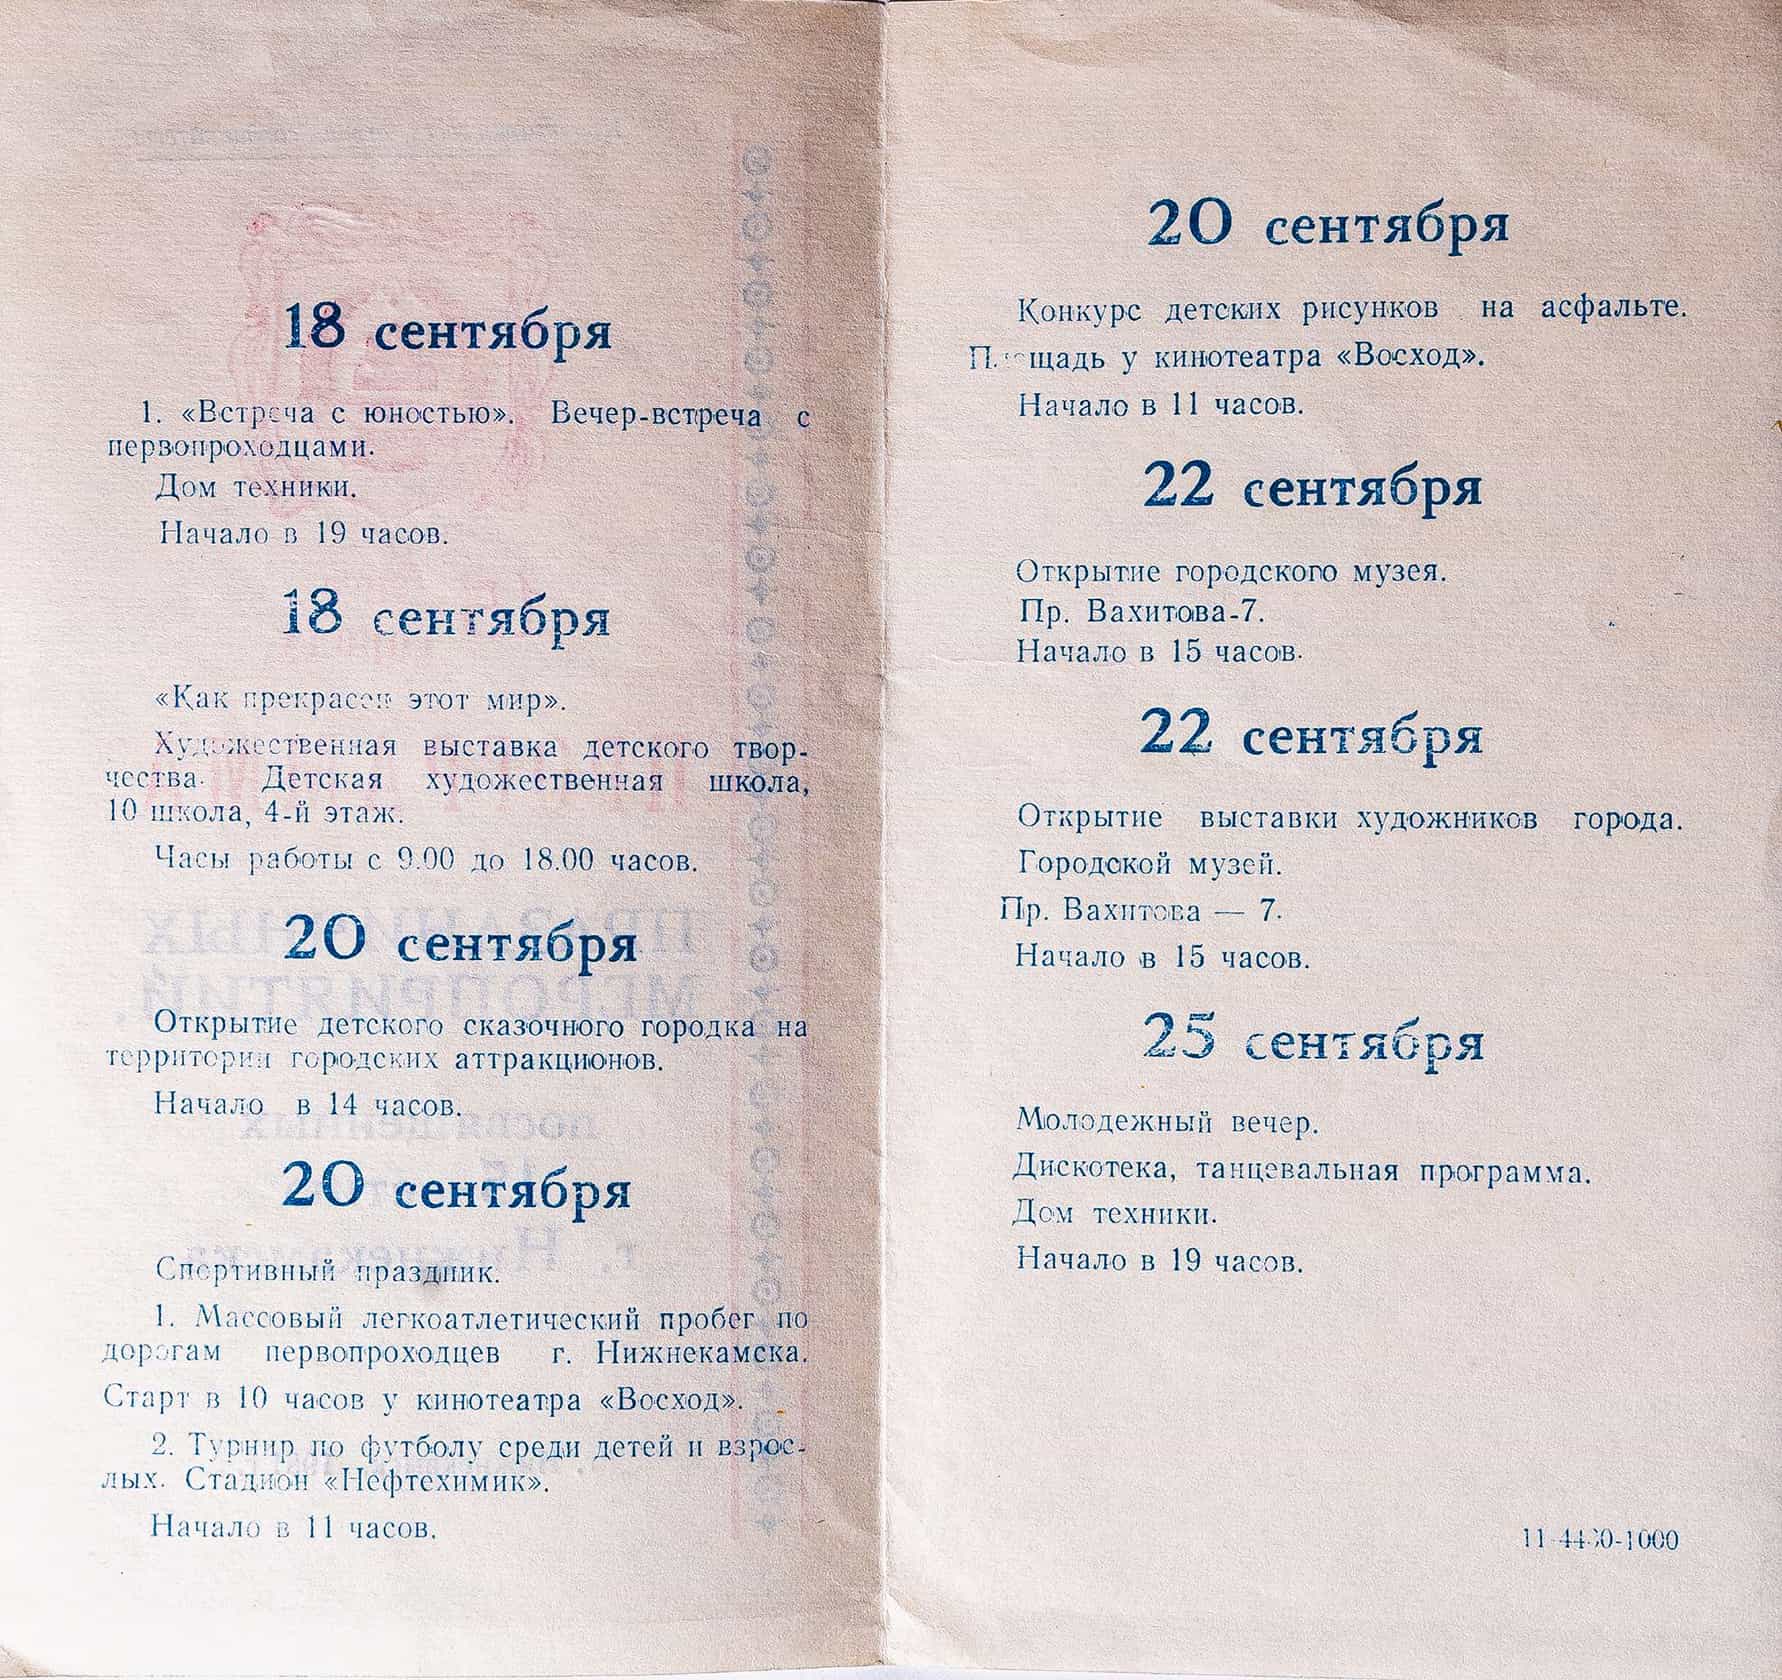 18 сентября
1. «Встреча с юностью». Вечер-встреча с
первопроходцами.
Дом техники.
Начало в 19 часов.
18 сентября
«Как прекрасен этот мир».
Художественная выставка детского твор-
чества. Детская художественная школа,
10 школа, 4-й этаж.
Часы работы с 9.00 до 18.00 часов.
20 сентября
Открытие детского сказочного городка на
территории городских аттракционов.
Начало в 14 часов.
20 сентября
Спортивный праздник.
1. Массовый легкоатлетический пробег по
дорогам первопроходцев г. Нижнекамска.
Старт в 10 часов у кинотеатра «Восход».
2. Турнир по футболу среди детей и взрос-
лых. Стадион «Нефтехимик».
Начало в 11 часов.
20 сентября
Конкурс детских рисунков на асфальте.
Площадь у кинотеатра «Восход».
Начало в 11 часов.
22 сентября
Открытие городского музея.
Пр. Вахитова-7.
Начало в 15 часов.
22 сентября
Открытие выставки художников города.
Городской музей.
Пр. Вахитова — 7.
Начало в 15 часов.
25 сентября
Молодежный вечер.
Дискотека, танцевальная программа.
Дом техники.
Начало в 19 часов.